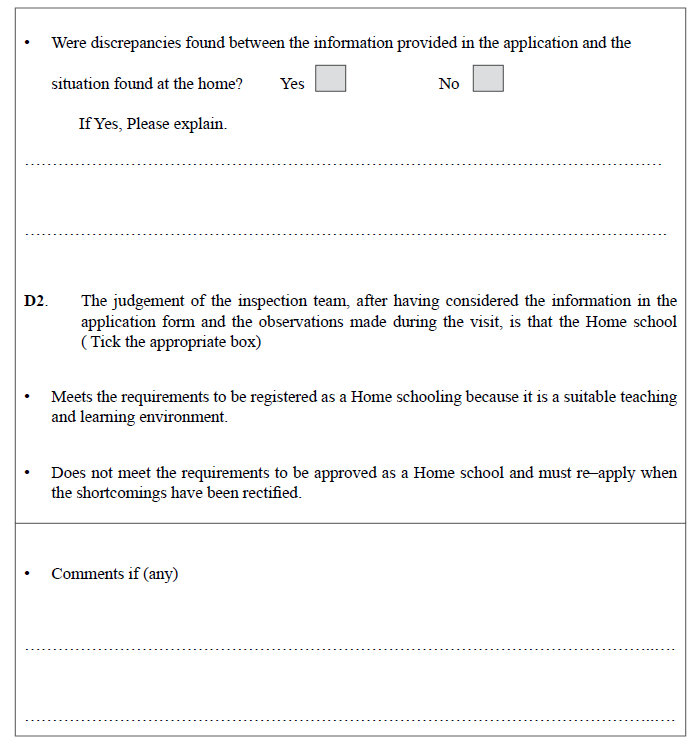 • Were discrepancies found between the information provided in the application and the
situation found at the home? Yes No
If Yes, Please explain.
................................................................................
................................................................................
D2. The judgement of the inspection team, after having considered the information in the
application form and the observations made during the visit, is that the Home school
( Tick the appropriate box)
• Meets the requirements to be registered as a Home schooling because it is a suitable teaching
and learning environment.
• Does not meet the requirements to be approved as a Home school and must re–apply when
the shortcomings have been rectified.
• Comments if (any)
................................................................................
................................................................................